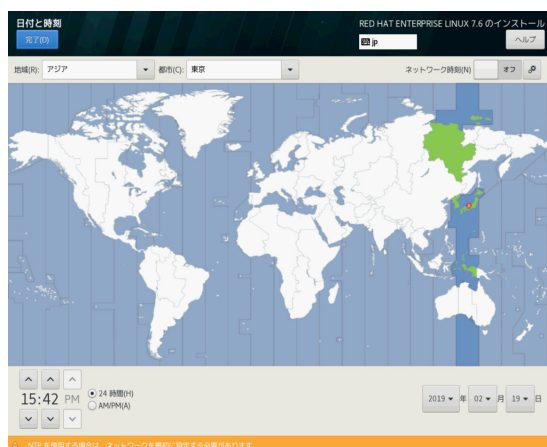 日付と時刻
RED HAT ENTERPRISE LINUX 7.6 のインストール
完了(D)
jp
ヘルプ
地域(R): アジア 都市(C): 東京 ネットワーク時刻(N) オフ
15:42 PM
24 時間(H)
AM/PM(A)
2019 年 02 月 19 日
NTP を使用する場合は、ネットワークを最初に設定する必要があります。